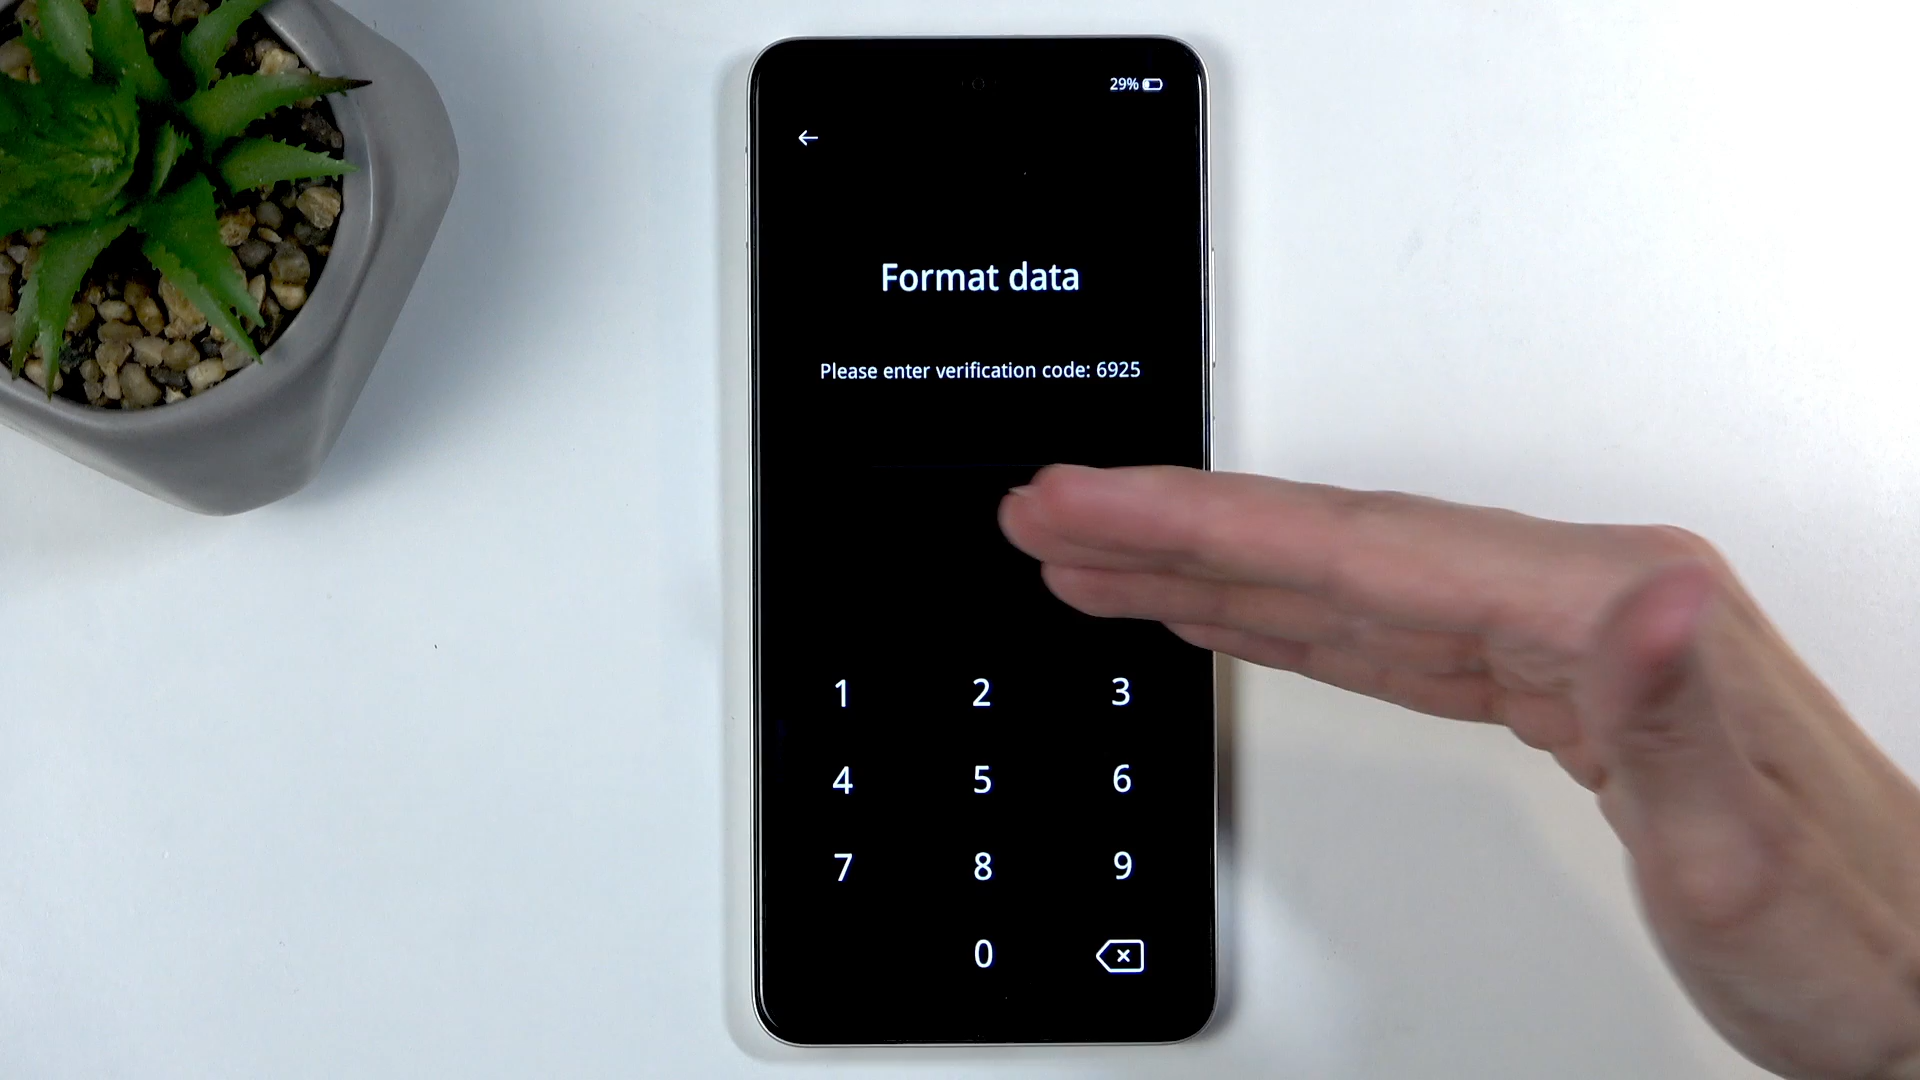 29%
Format data
Please enter verification code: 6925
1 2 3
4 5 6
7 8 9
0